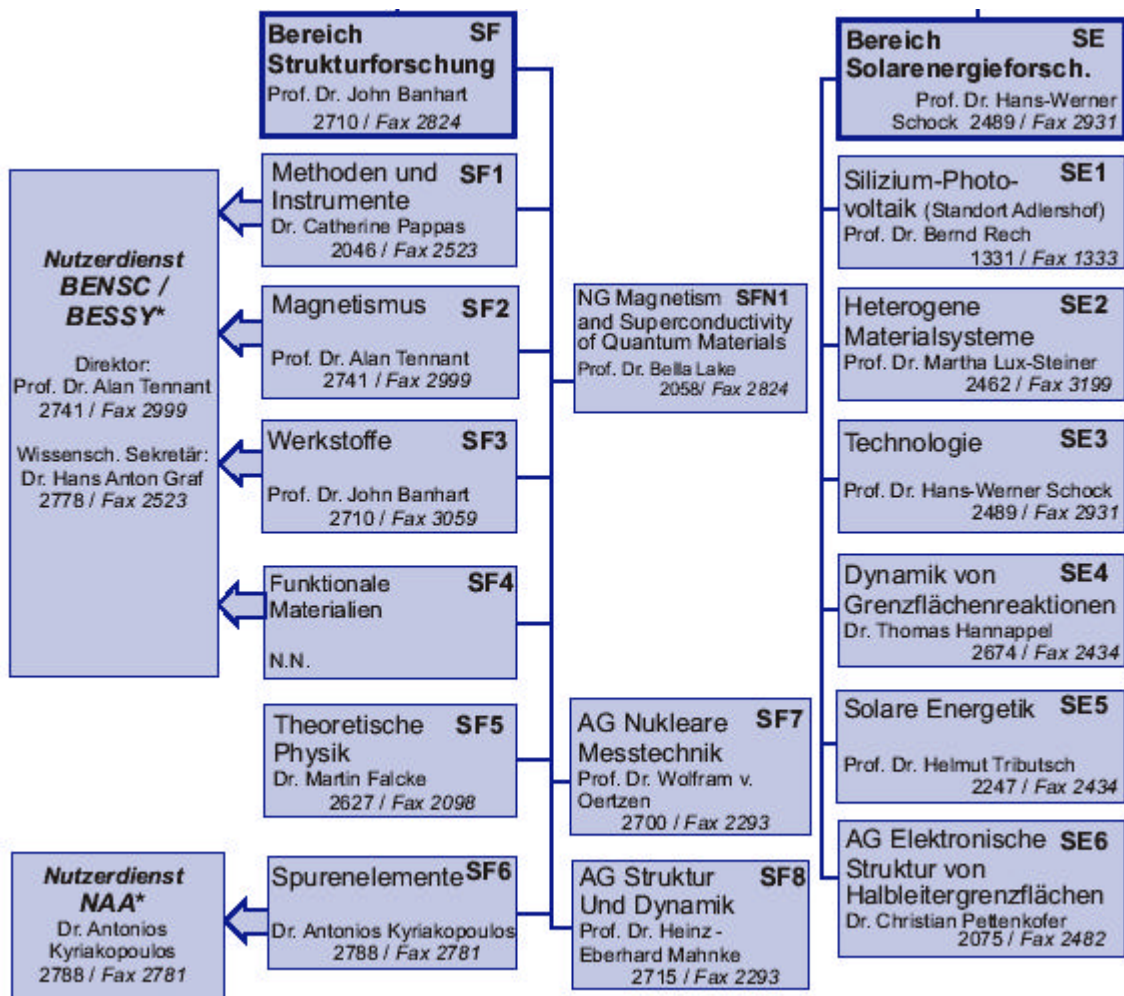 Bereich SF
Strukturforschung
Prof. Dr. John Banhart
2710 / Fax 2824
Methoden und SF1
Instrumente
Dr. Catherine Pappas
2046 / Fax 2523
Magnetismus SF2
Prof. Dr. Alan Tennant
2741 / Fax 2999
Werkstoffe SF3
Prof. Dr. John Banhart
2710 / Fax 3059
Funktionale SF4
Materialien
N.N.
Theoretische SF5
Physik
Dr. Martin Falcke
2627 / Fax 2098
Spurenelemente SF6
Dr. Antonios Kyriakopoulos
2788 / Fax 2781
Nutzerdienst
BENSC /
BESSY*
Direktor:
Prof. Dr. Alan Tennant
2741 / Fax 2999
Wissensch. Sekretär:
Dr. Hans Anton Graf
2778 / Fax 2523
Nutzerdienst
NAA*
Dr. Antonios
Kyriakopoulos
2788 / Fax 2781
NG Magnetism SFN1
and Superconductivity
of Quantum Materials
Prof. Dr. Bella Lake
2058/ Fax 2824
AG Nukleare SF7
Messtechnik
Prof. Dr. Wolfram v.
Oertzen
2700 / Fax 2293
AG Struktur SF8
Und Dynamik
Prof. Dr. Heinz-
Eberhard Mahnke
2715 / Fax 2293
Bereich SE
Solarenergieforsch.
Prof. Dr. Hans-Werner
Schock 2489 / Fax 2931
Silizium-Photo- SE1
voltaik (Standort Adlershof)
Prof. Dr. Bernd Rech
1331 / Fax 1333
Heterogene SE2
Materialsysteme
Prof. Dr. Martha Lux-Steiner
2462 / Fax 3199
Technologie SE3
Prof. Dr. Hans-Werner Schock
2489 / Fax 2931
Dynamik von SE4
Grenzflächenreaktionen
Dr. Thomas Hannappel
2674 / Fax 2434
Solare Energetik SE5
Prof. Dr. Helmut Tributsch
2247 / Fax 2434
AG Elektronische SE6
Struktur von
Halbleitergrenzflächen
Dr. Christian Pettenkofer
2075 / Fax 2482